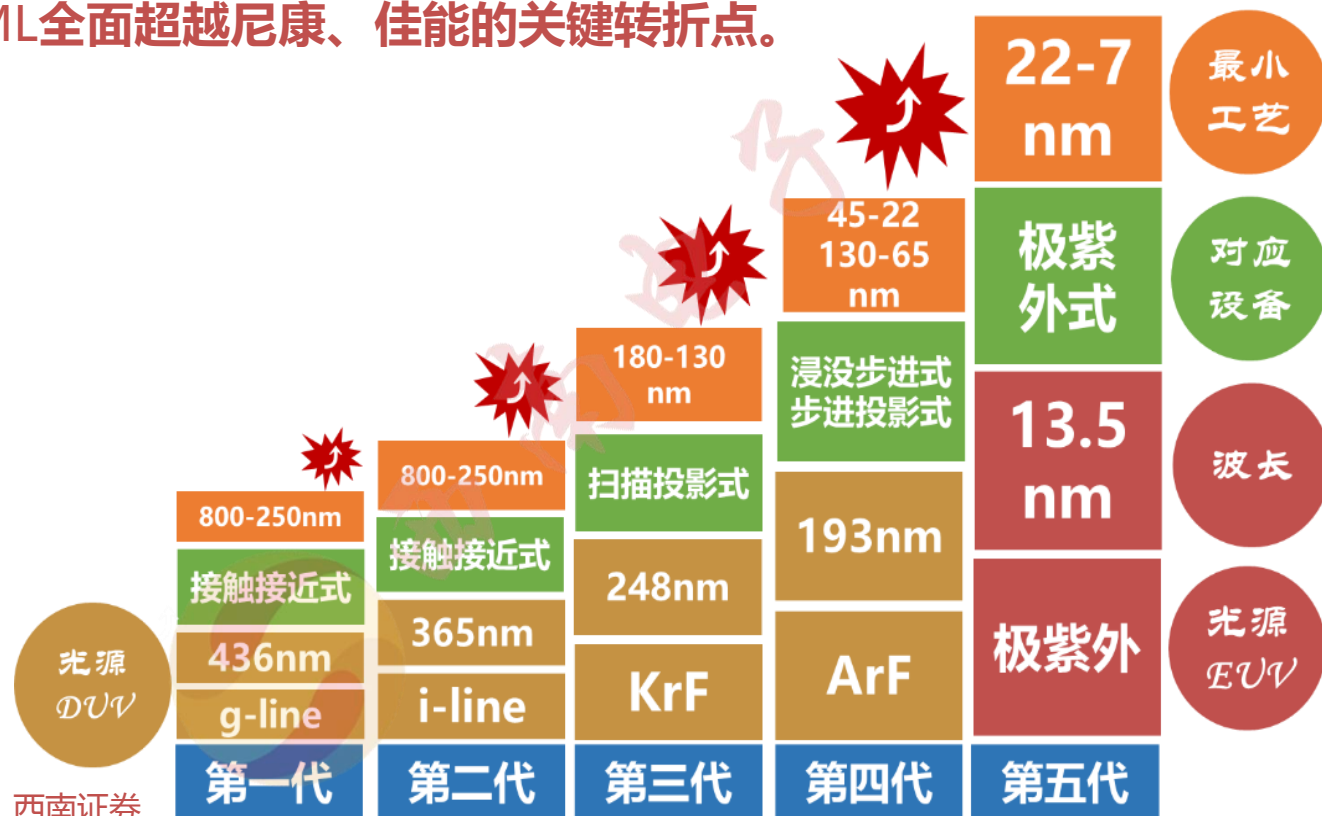 ML全面超越尼康、佳能的关键转折点。
22-7
nm
最小
工艺
45-22
130-65
nm
极紫
外式
对应
设备
180-130
nm
浸没步进式
步进投影式
13.5
nm
波长
800-250nm
扫描投影式
193nm
800-250nm
接触接近式
248nm
极紫外
光源
EUV
接触接近式
365nm
KrF
ArF
436nm
i-line
光源
DUV
g-line
第一代
第二代
第三代
第四代
第五代
西南证券